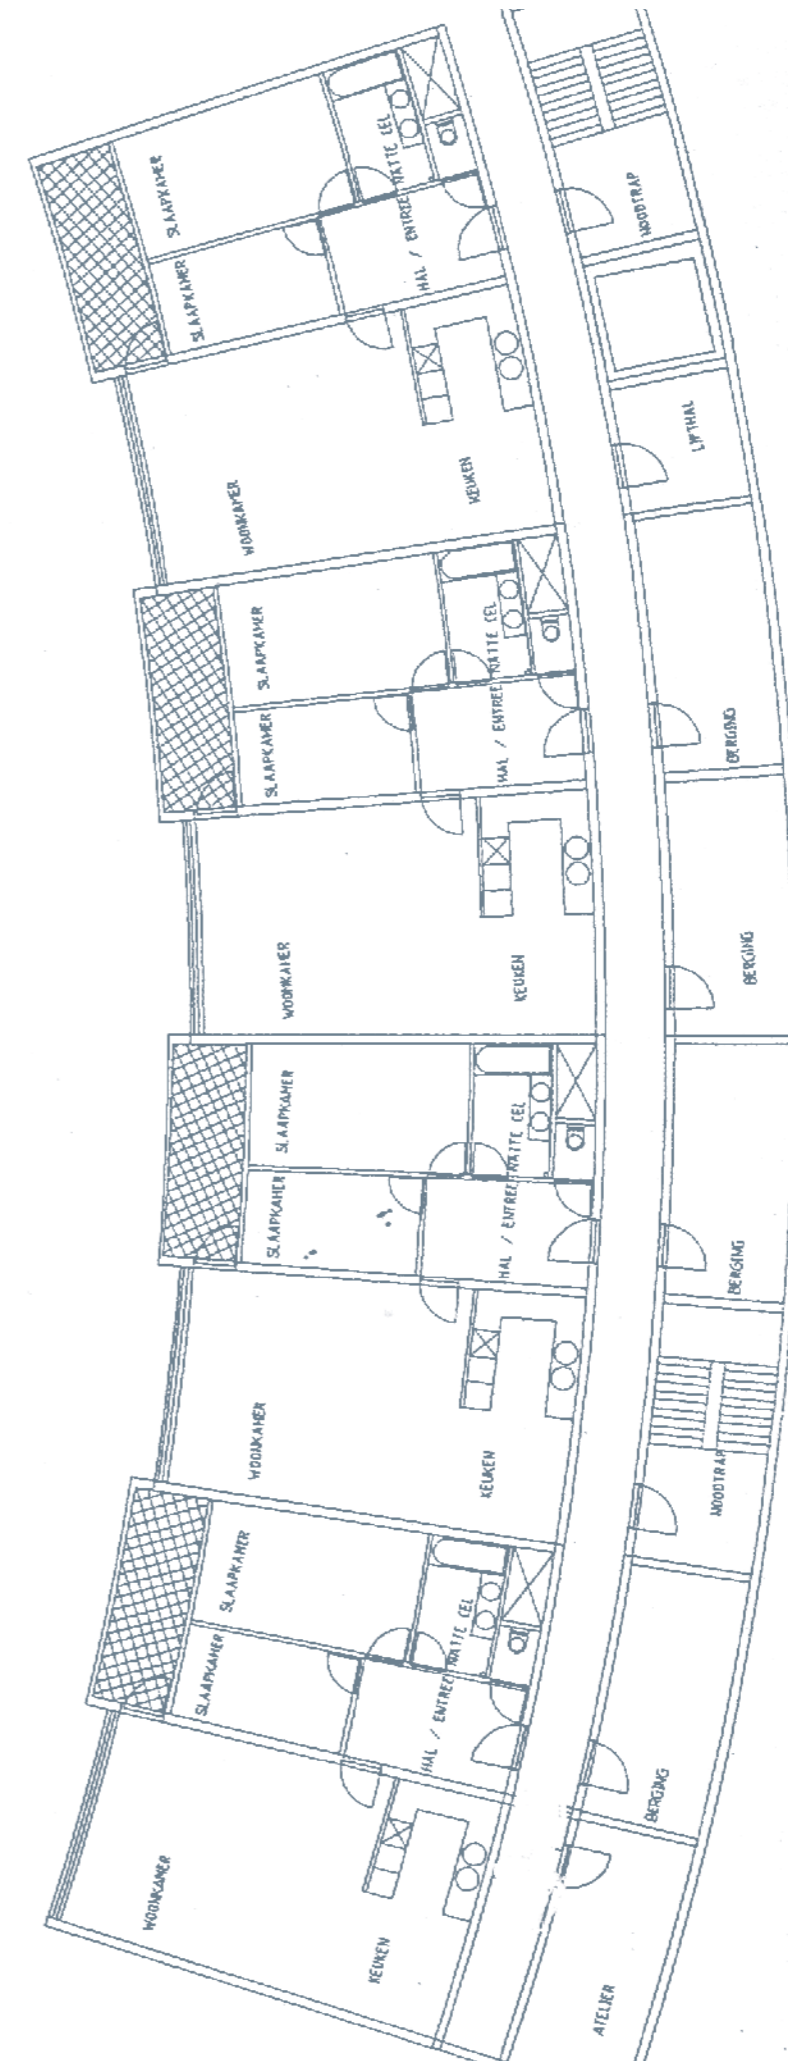 SLAAPKAMER
NATTE CEL
SLAAPKAMER
HAL / ENTREE
NOODTRAP
WOONKAMER
KEUKEN
LIFTHAL
SLAAPKAMER
NATTE CEL
SLAAPKAMER
HAL / ENTREE
BERGING
WOONKAMER
KEUKEN
BERGING
SLAAPKAMER
NATTE CEL
SLAAPKAMER
HAL / ENTREE
BERGING
WOONKAMER
KEUKEN
NOODTRAP
SLAAPKAMER
NATTE CEL
SLAAPKAMER
HAL / ENTREE
BERGING
WOONKAMER
KEUKEN
ATELIER